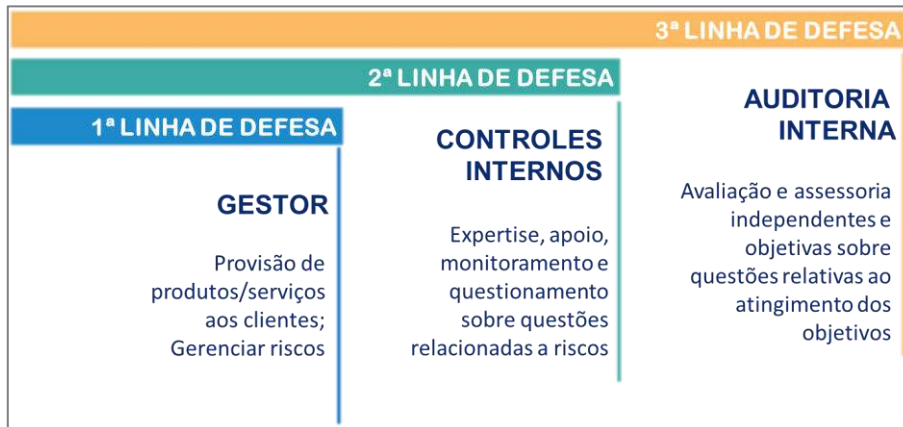 3ª LINHA DE DEFESA
2ª LINHA DE DEFESA
1ª LINHA DE DEFESA
GESTOR
Provisão de
produtos/serviços
aos clientes;
Gerenciar riscos
CONTROLES
INTERNOS
Expertise, apoio,
monitoramento e
questionamento
sobre questões
relacionadas a riscos
AUDITORIA
INTERNA
Avaliação e assessoria
independentes e
objetivas sobre
questões relativas ao
atingimento dos
objetivos